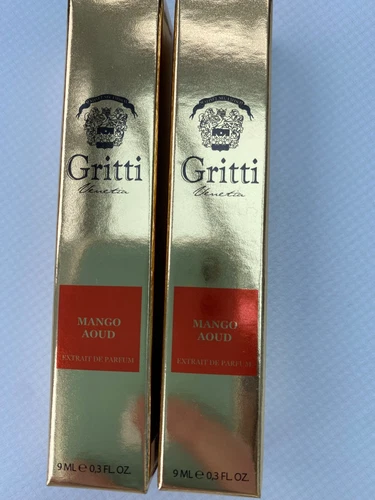 Gritti
Venetia
MANGO
AOUD
EXTRAIT DE PARFUM
9 ML ℮ 0,3 FL. OZ.
Gritti
Venetia
MANGO
AOUD
EXTRAIT DE PARFUM
9 ML ℮ 0,3 FL. OZ.